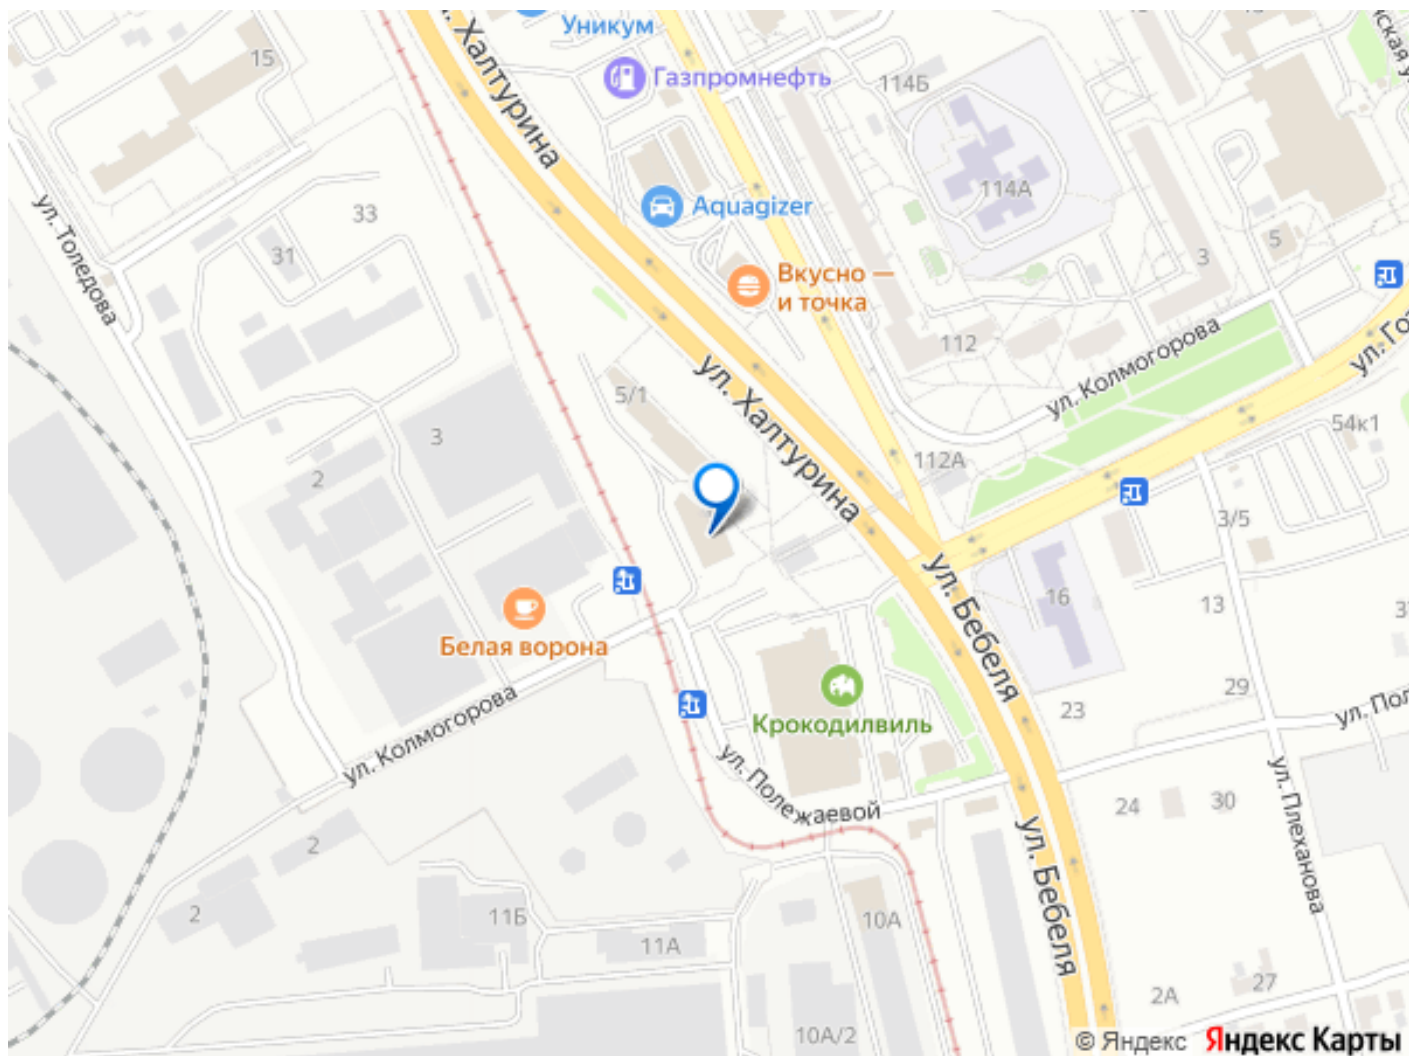 Уникум
Газпромнефть
15
114Б
ул. Халтурина
114А
Aquagizer
ул. Толедова
33
31
5
3
Вкусно —
и точка
112
ул. Колмогорова
ул. Халтурина
5/1
3
2
112А
54к1
3/5
16
13
ул. Бебеля
Белая ворона
29
23
Крокодилвиль
ул. Колмогорова
ул. Полежаевой
24
30
ул. Плеханова
ул. Бебеля
2
2
11Б
11А
10А
10А/2
2А
27
© Яндекс Яндекс Карты